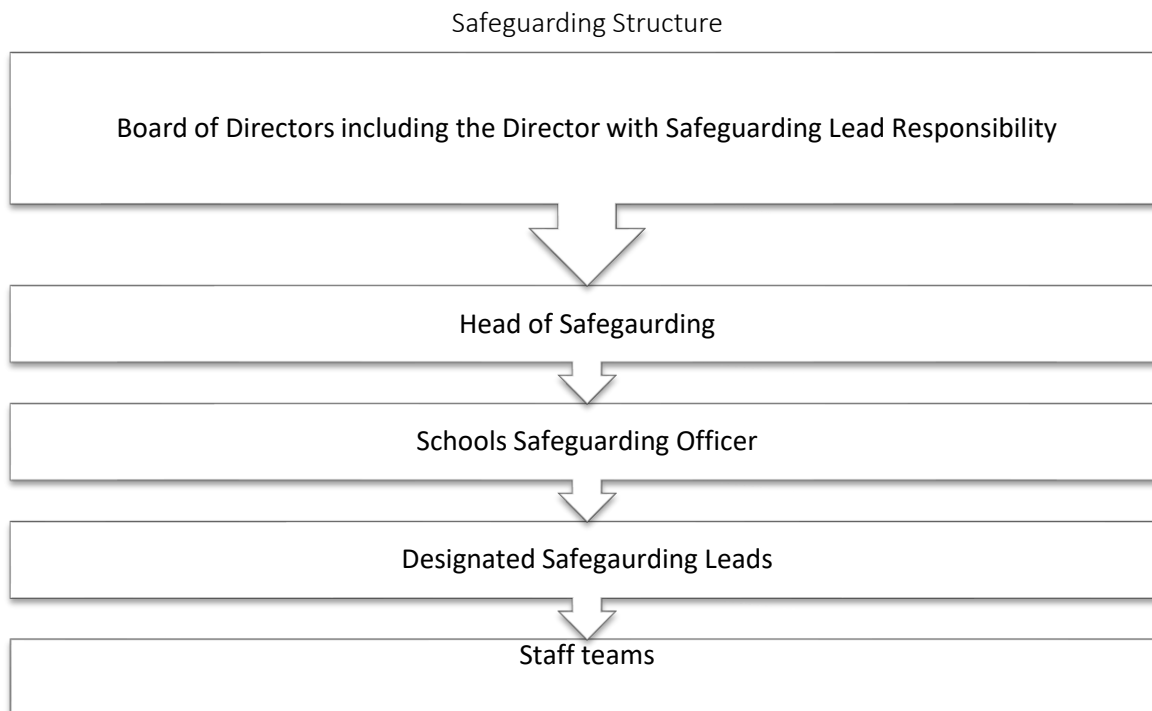 Safeguarding Structure
Board of Directors including the Director with Safeguarding Lead Responsibility
Head of Safegaurding
Schools Safeguarding Officer
Designated Safegaurding Leads
Staff teams